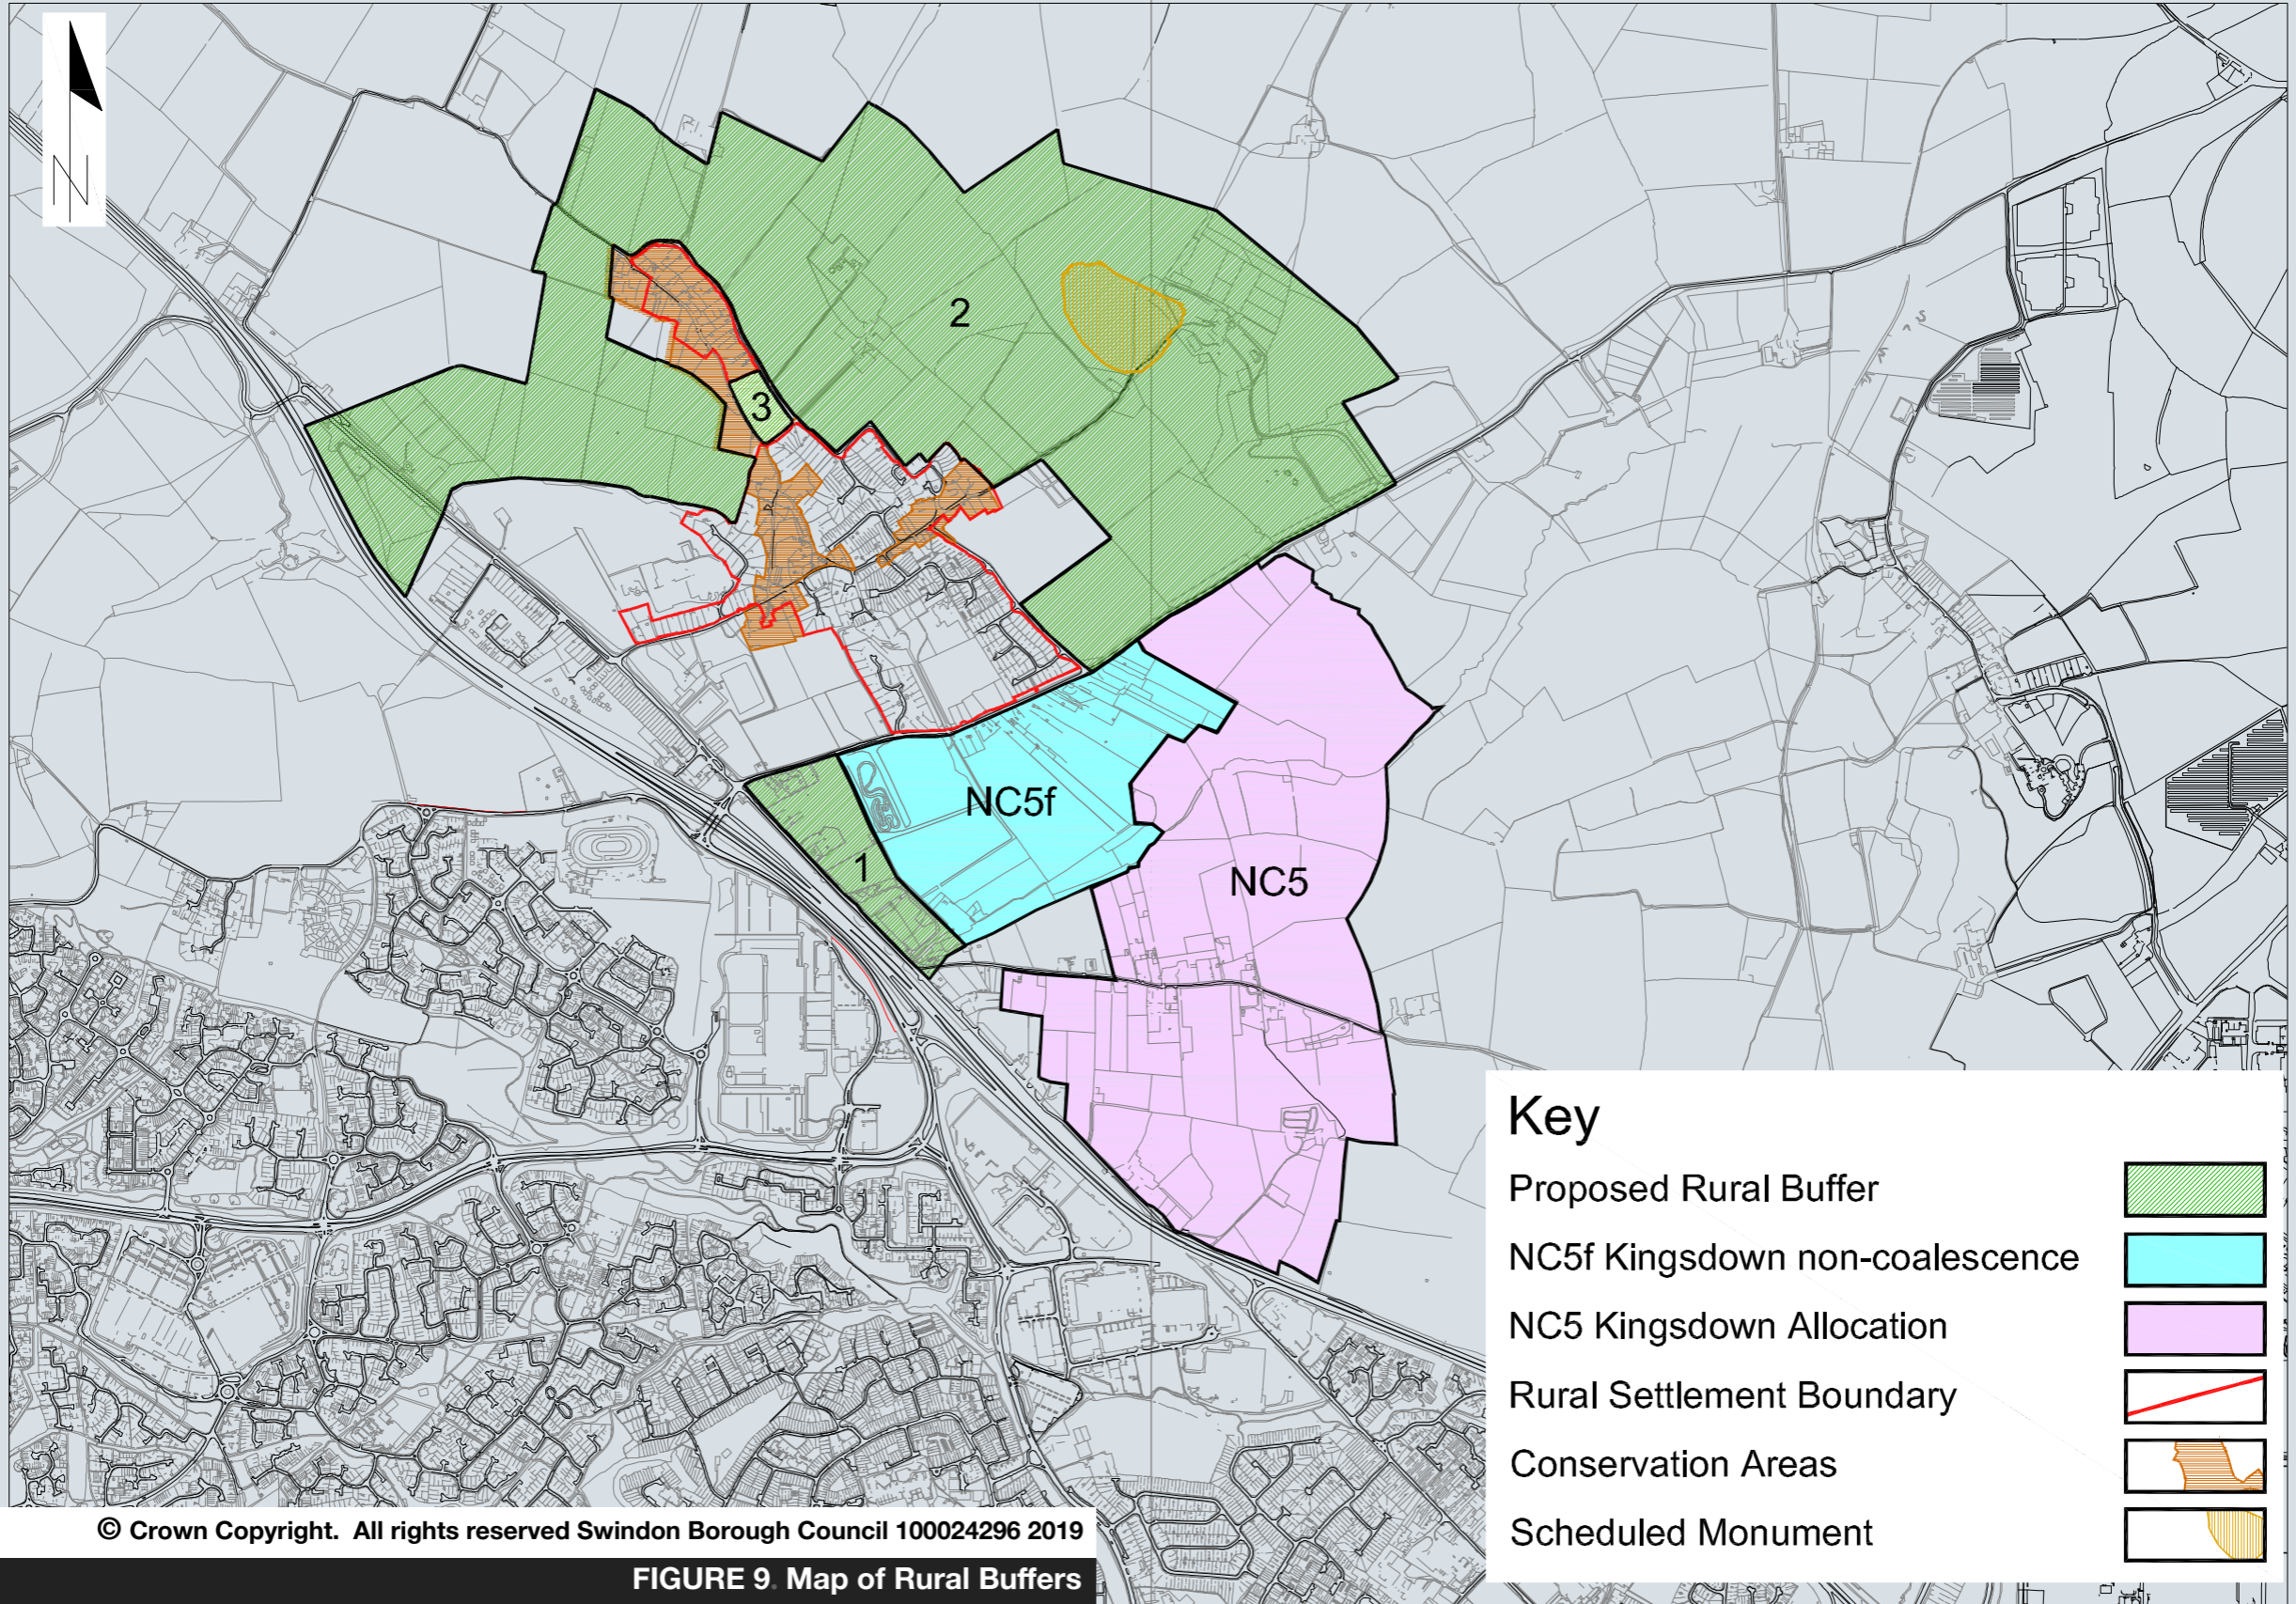 N
2
3
NC5f
1
NC5
Key
Proposed Rural Buffer
NC5f Kingsdown non-coalescence
NC5 Kingsdown Allocation
Rural Settlement Boundary
Conservation Areas
Scheduled Monument
© Crown Copyright. All rights reserved Swindon Borough Council 100024296 2019
FIGURE 9. Map of Rural Buffers